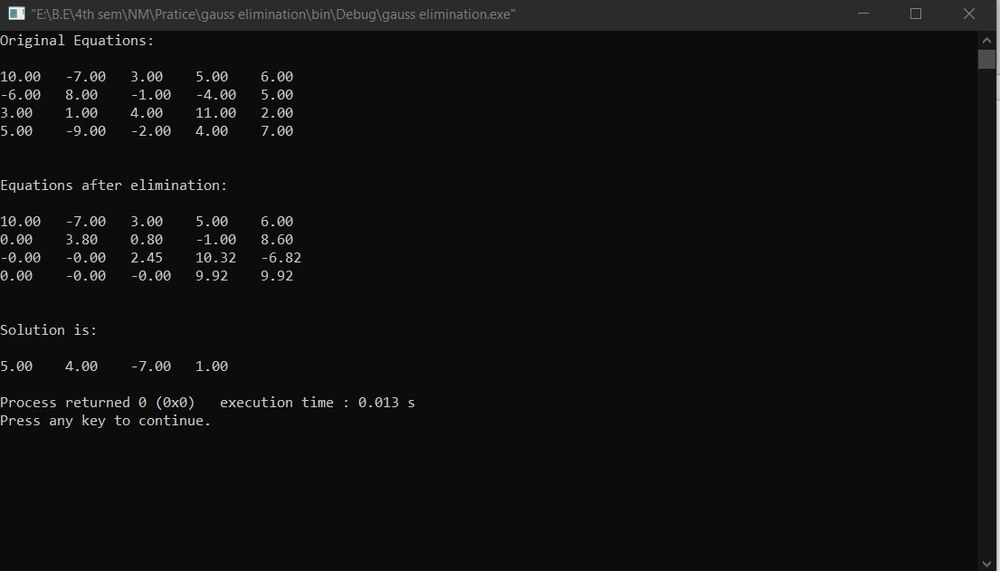 "E:\B.E\4th sem\NM\Pratice\gauss elimination\bin\Debug\gauss elimination.exe"
Original Equations:
10.00 -7.00 3.00 5.00 6.00
-6.00 8.00 -1.00 -4.00 5.00
3.00 1.00 4.00 11.00 2.00
5.00 -9.00 -2.00 4.00 7.00
Equations after elimination:
10.00 -7.00 3.00 5.00 6.00
0.00 3.80 0.80 -1.00 8.60
-0.00 -0.00 2.45 10.32 -6.82
0.00 -0.00 -0.00 9.92 9.92
Solution is:
5.00 4.00 -7.00 1.00
Process returned 0 (0x0) execution time : 0.013 s
Press any key to continue.